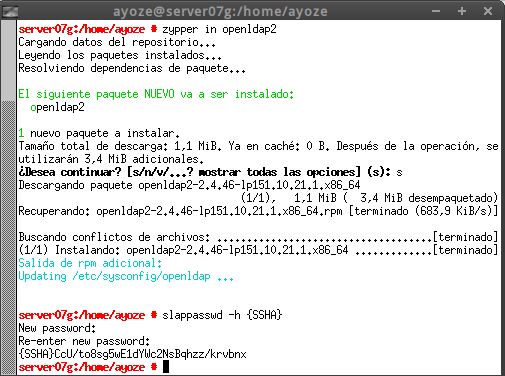 ayoze@server07g:/home/ayoze
server07g:/home/ayoze # zypper in openldap2
Cargando datos del repositorio...
Leyendo los paquetes instalados...
Resolviendo dependencias de paquete...
El siguiente paquete NUEVO va a ser instalado:
openldap2
1 nuevo paquete a instalar.
Tamaño total de descarga: 1,1 MiB. Ya en caché: 0 B. Después de la operación, se
utilizarán 3,4 MiB adicionales.
¿Desea continuar? [s/n/v/...? mostrar todas las opciones] (s): s
Descargando paquete openldap2-2.4.46-lp151.10.21.1.x86_64
(1/1), 1,1 MiB ( 3,4 MiB desempaquetado)
Recuperando: openldap2-2.4.46-lp151.10.21.1.x86_64.rpm [terminado (683,9 KiB/s)]
Buscando conflictos de archivos: ................................[terminado]
(1/1) Instalando: openldap2-2.4.46-lp151.10.21.1.x86_64 ............[terminado]
Salida de rpm adicional:
Updating /etc/sysconfig/openldap ...
server07g:/home/ayoze # slappasswd -h {SSHA}
New password:
Re-enter new password:
{SSHA}CcU/to8sg5wE1dYWc2NsBqhzz/krvbnx
server07g:/home/ayoze #